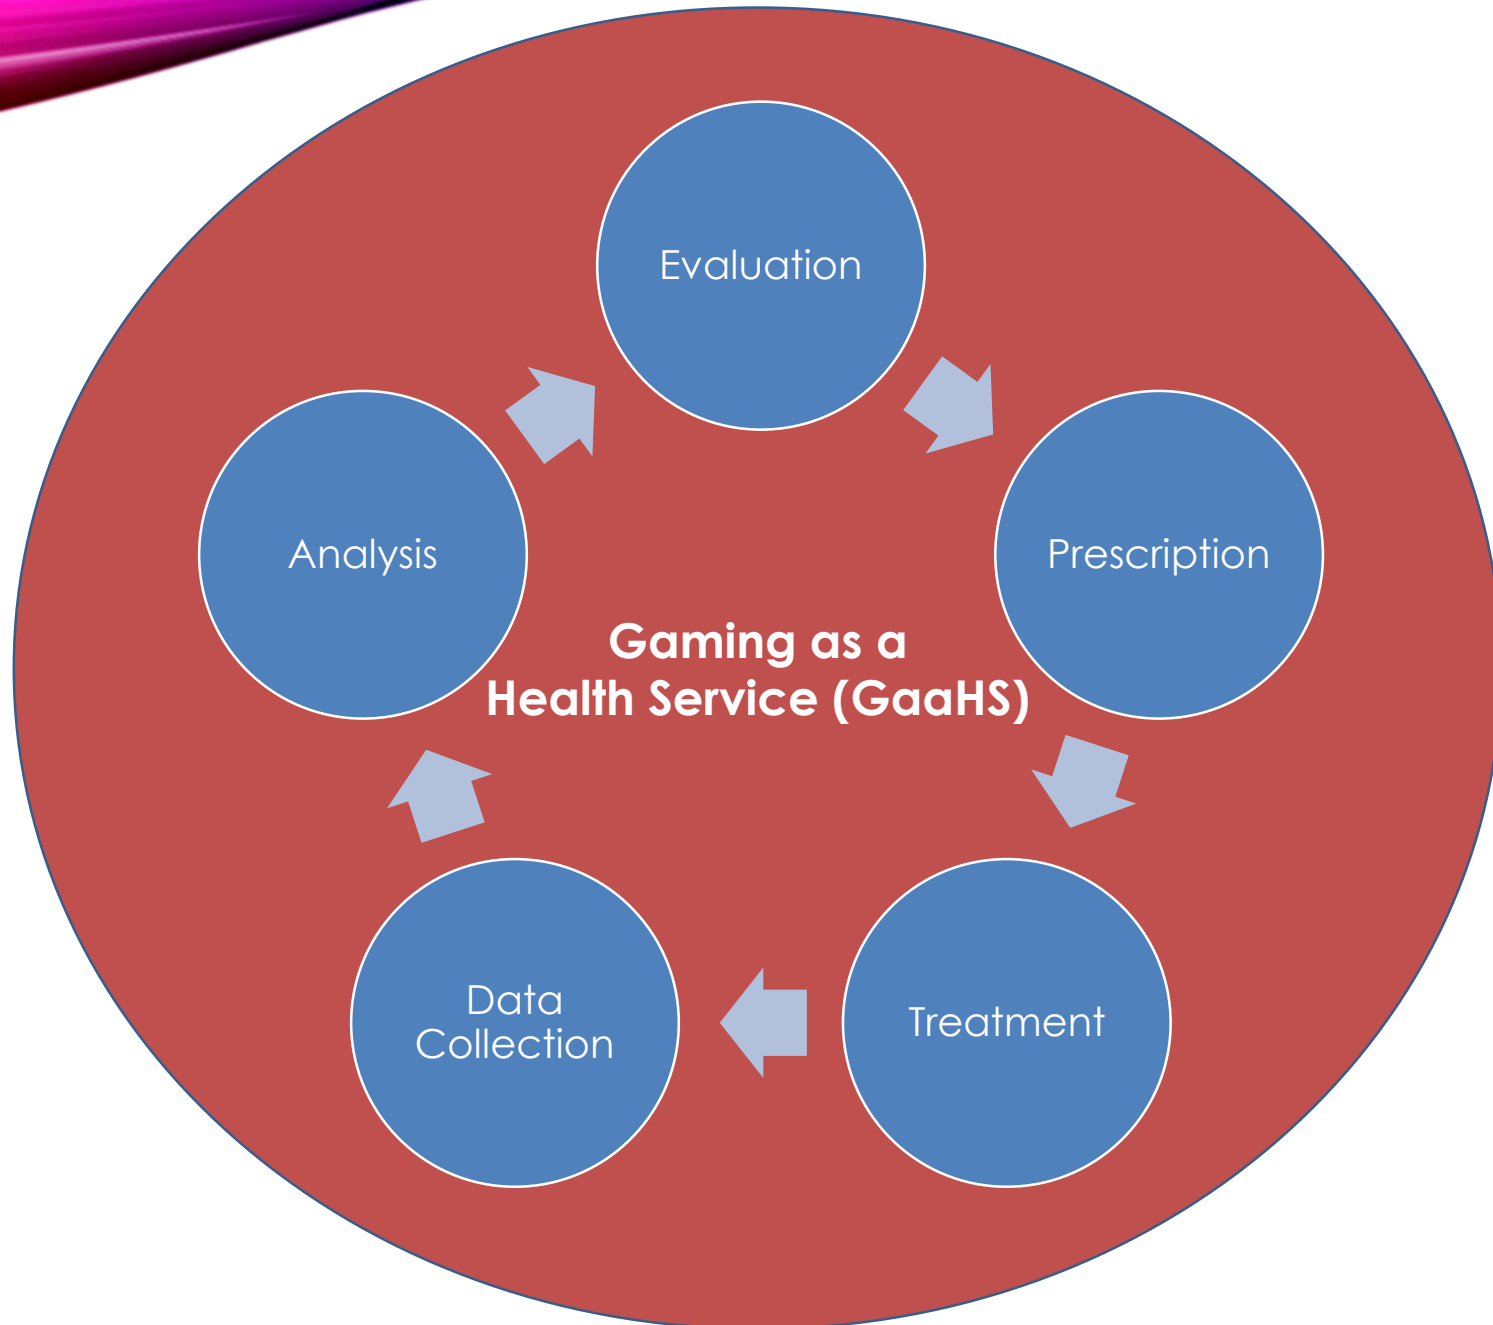 Evaluation
Prescription
Treatment
Data
Collection
Analysis
Gaming as a
Health Service (GaaHS)